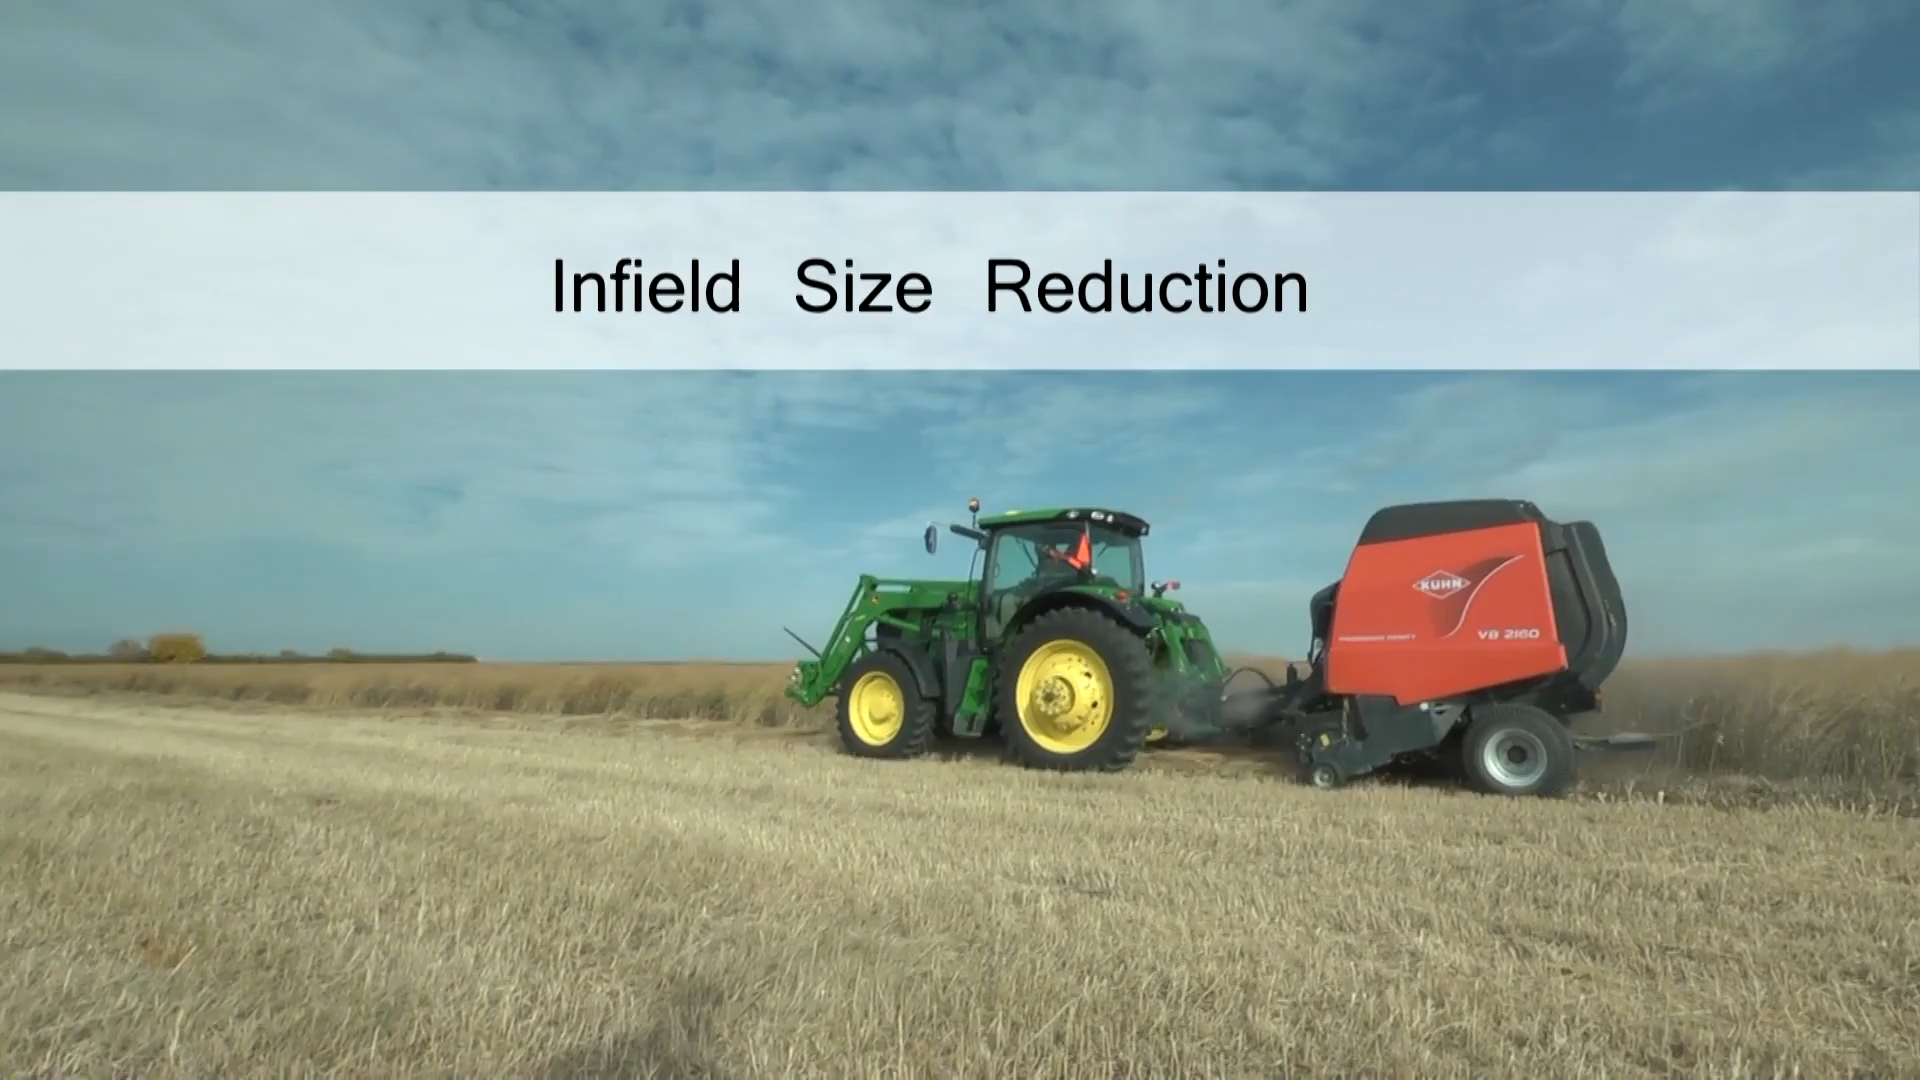 Infield Size Reduction
KUHN
VB 2160